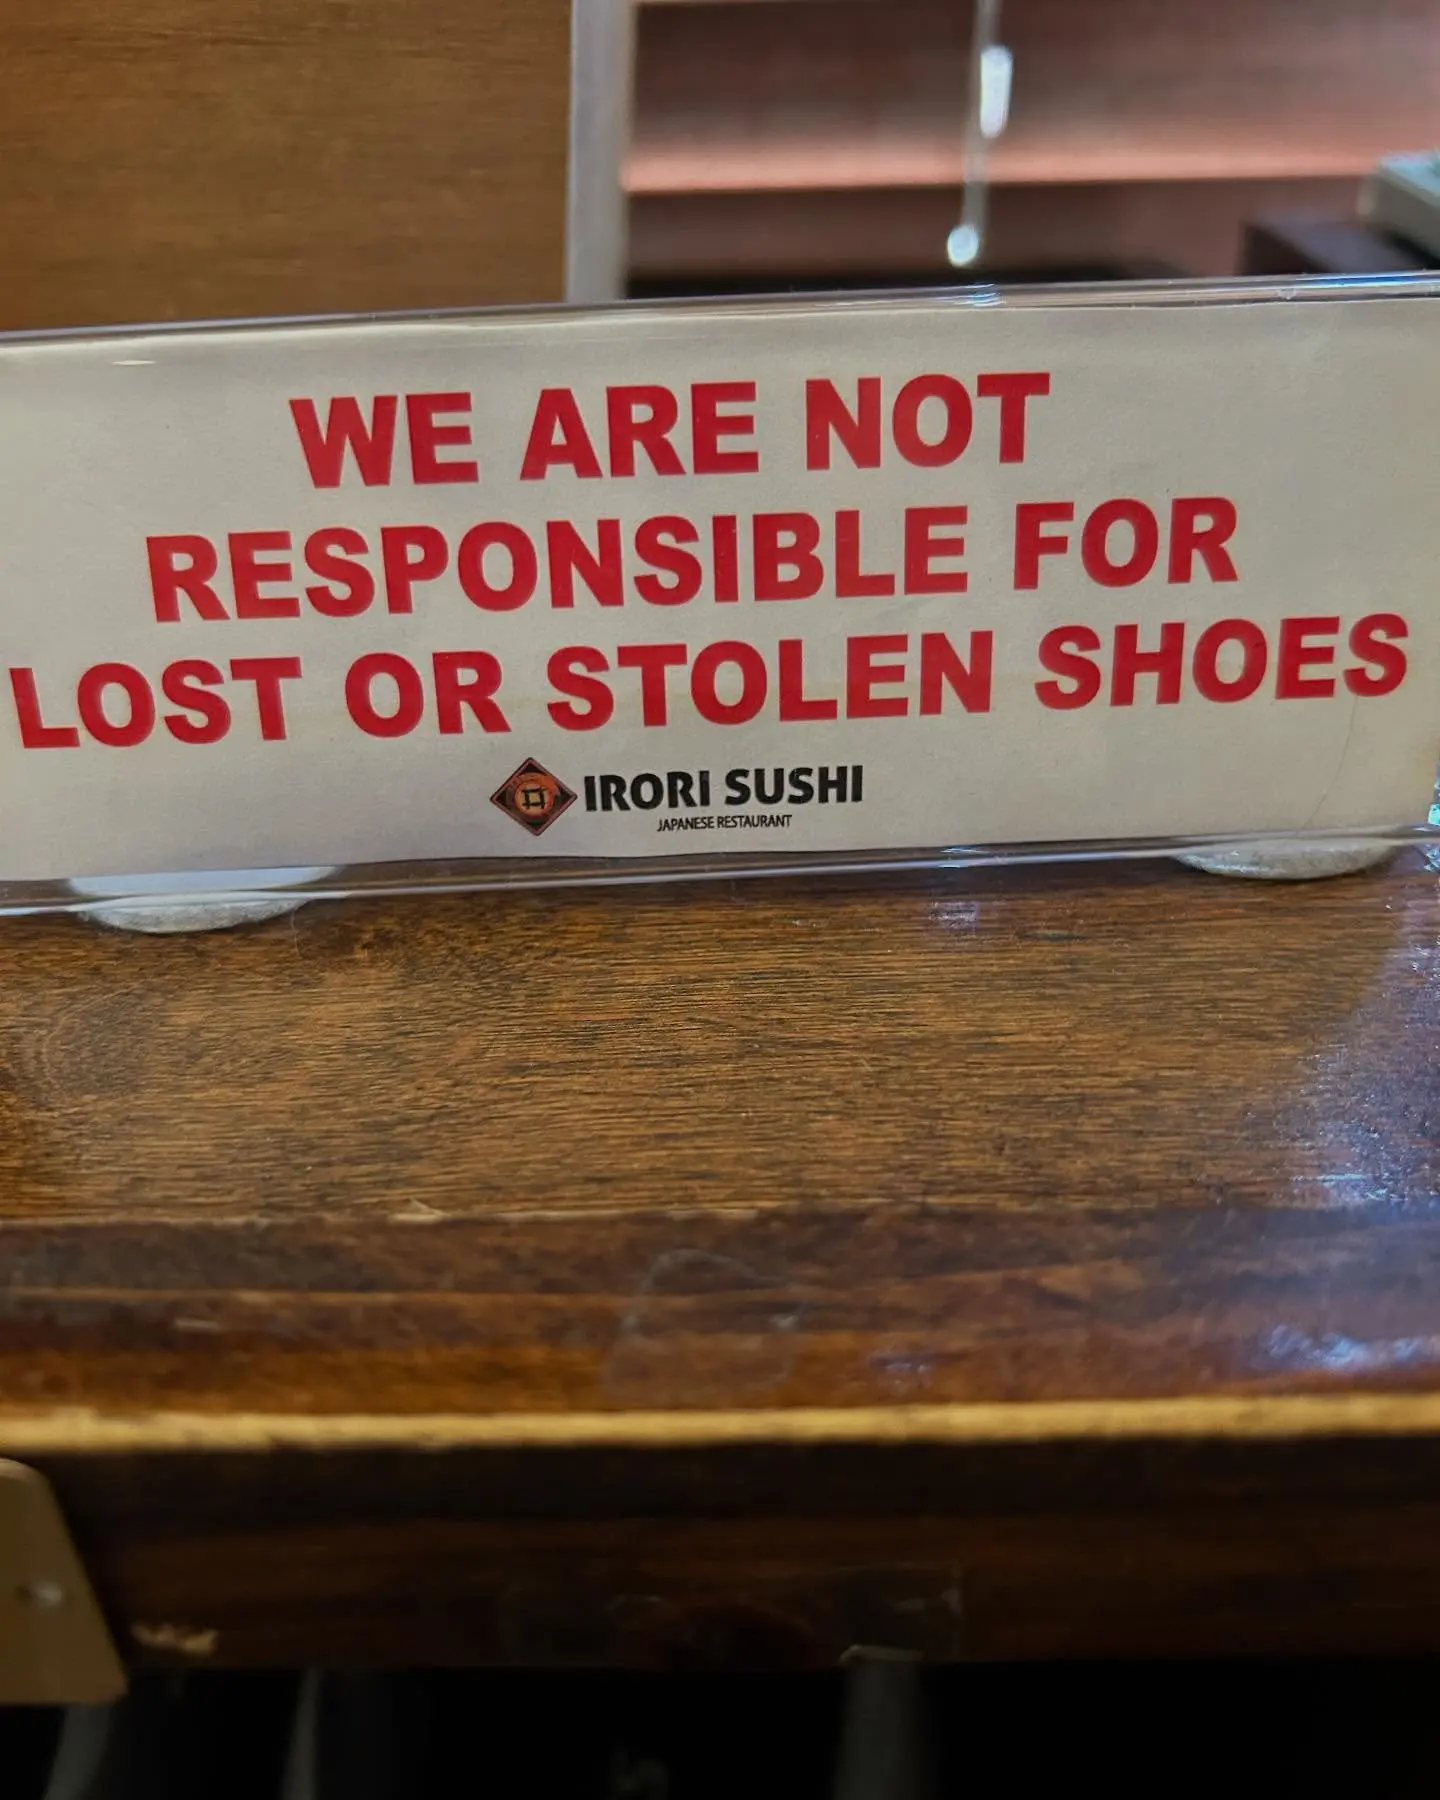 WE ARE NOT
RESPONSIBLE FOR
LOST OR STOLEN SHOES
IRORI SUSHI
JAPANESE RESTAURANT